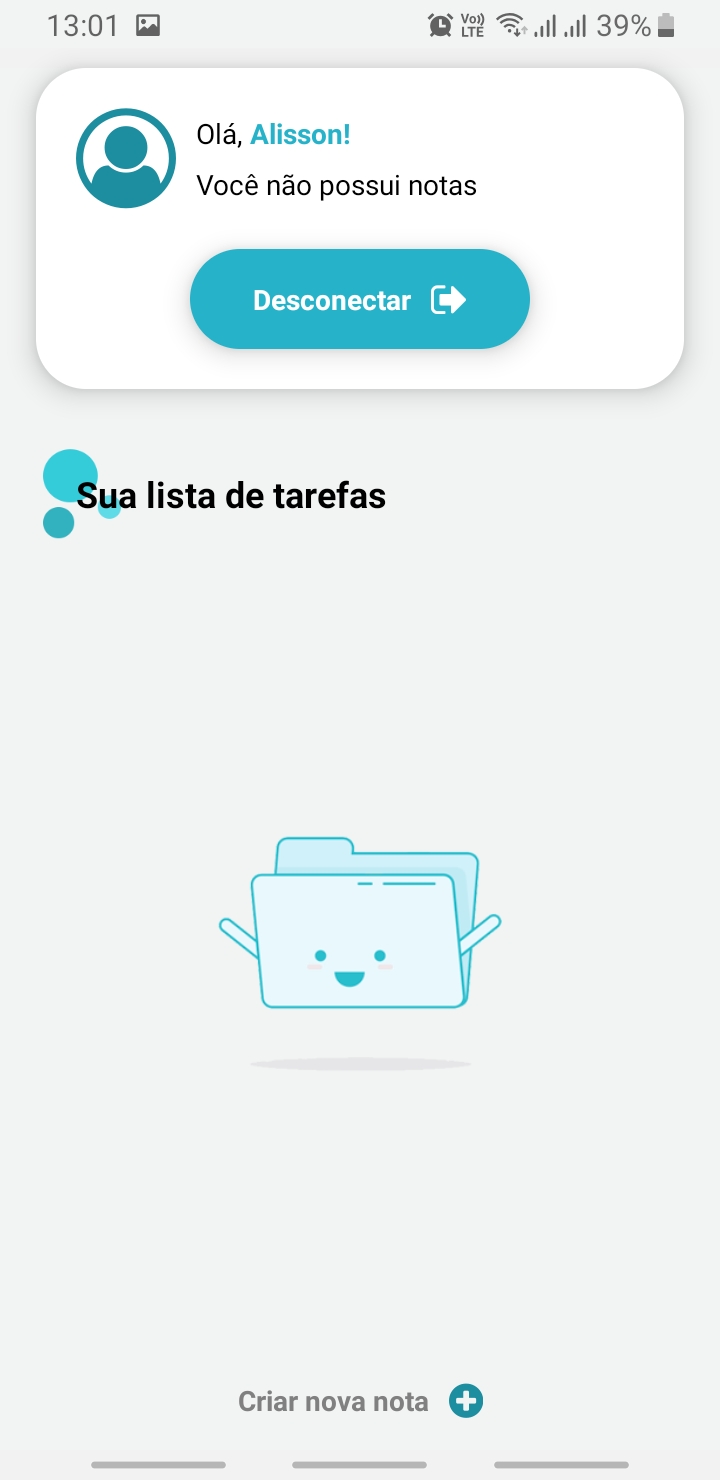 13:01
Vo)) LTE
39%
Olá, Alisson!
Você não possui notas
Desconectar
Sua lista de tarefas
Criar nova nota